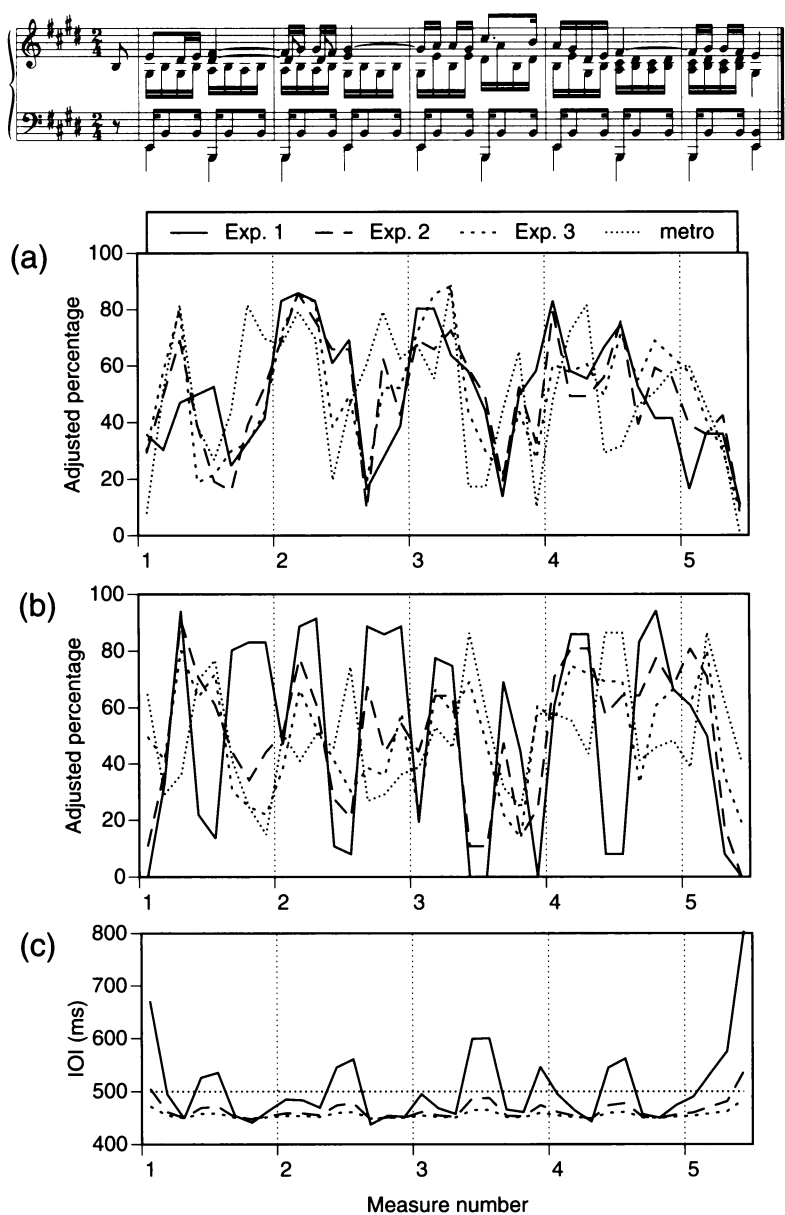 2 2
4 4
Exp. 1 Exp. 2 Exp. 3 metro
(a)
100
80
60
40
20
0
Adjusted percentage
1 2 3 4 5
(b)
100
80
60
40
20
0
Adjusted percentage
1 2 3 4 5
(c)
800
700
600
500
400
IOI (ms)
1 2 3 4 5
Measure number